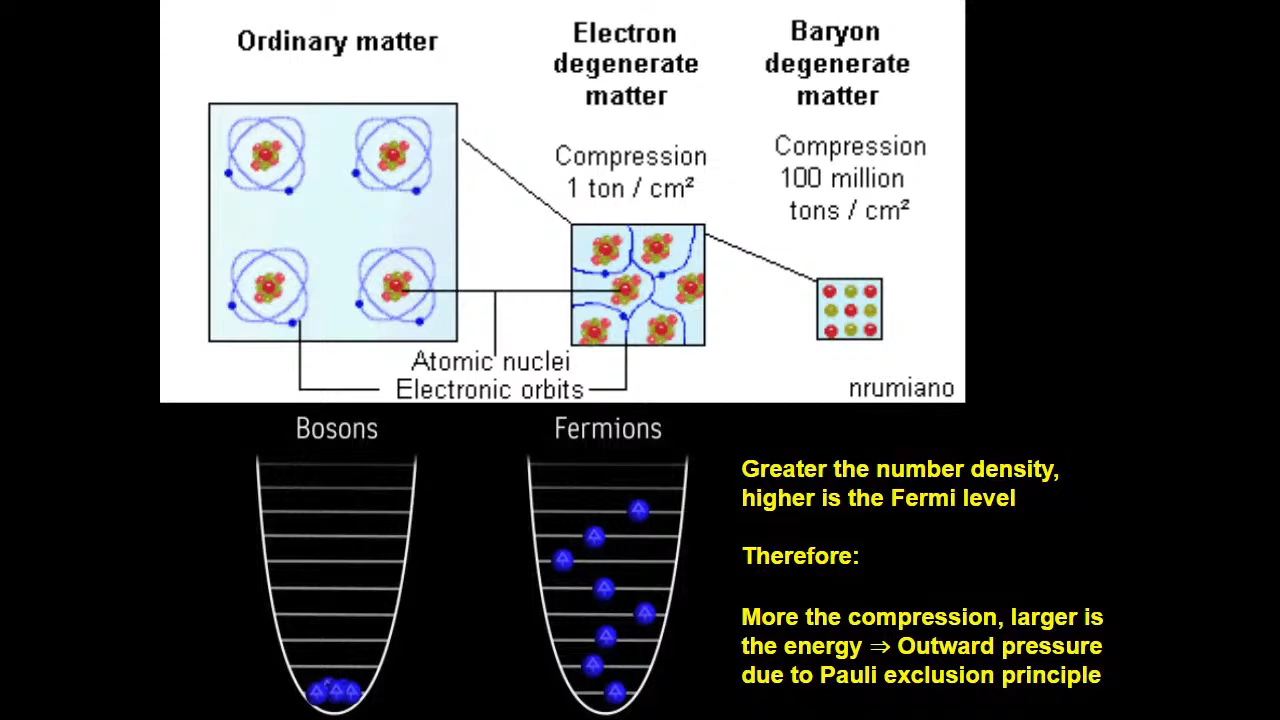 Ordinary matter
Electron
degenerate
matter
Baryon
degenerate
matter
Compression
1 ton / cm²
Compression
100 million
tons / cm²
Atomic nuclei
Electronic orbits
nrumiano
Bosons
Fermions
Greater the number density,
higher is the Fermi level
Therefore:
More the compression, larger is
the energy ⇒ Outward pressure
due to Pauli exclusion principle